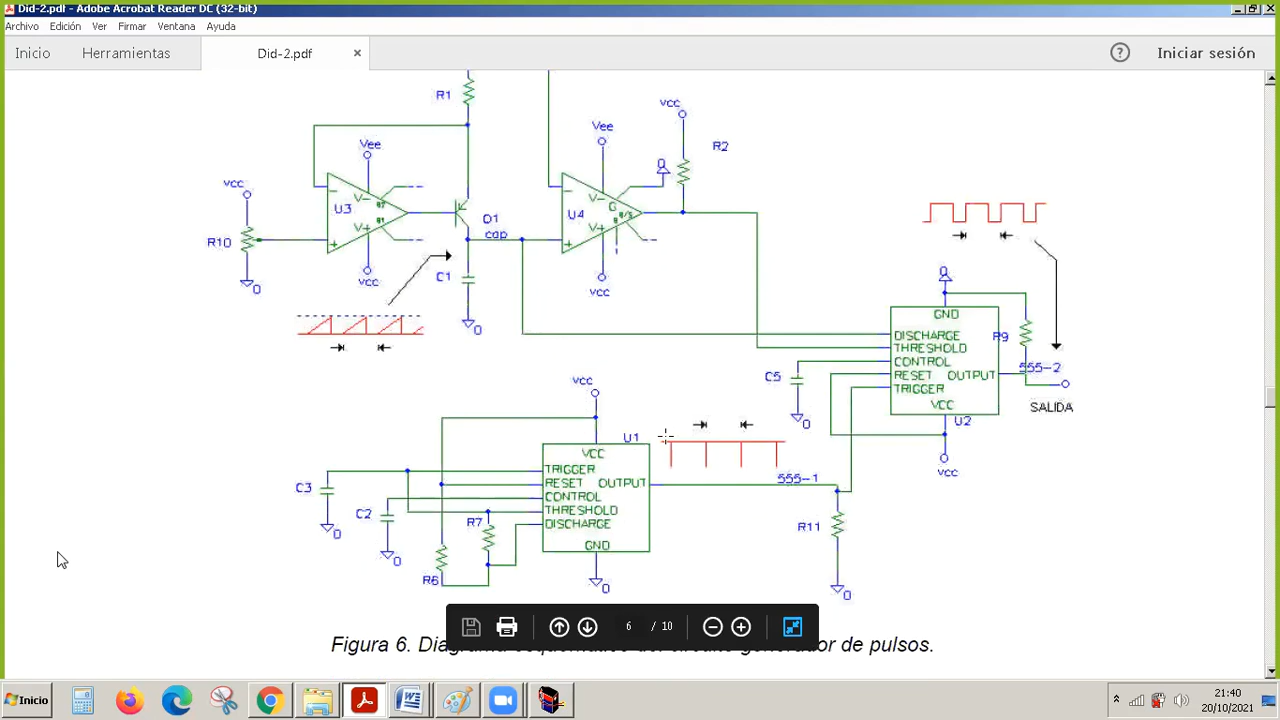 Did-2.pdf - Adobe Acrobat Reader DC (32-bit)
Archivo Edición Ver Firmar Ventana Ayuda
Inicio Herramientas Did-2.pdf × ? Iniciar sesión
R1
vcc
Vee
Vee
R2
0
vcc
V-
V-
U3
U4
G
V+
V+
Q1
cap
R10
0
vcc
C1
vcc
0
0
GND
DISCHARGE
THRESHOLD
CONTROL
RESET OUTPUT
TRIGGER
VCC
R9
555-2
SALIDA
U2
vcc
C5
0
vcc
U1
VCC
TRIGGER
RESET OUTPUT
CONTROL
THRESHOLD
DISCHARGE
GND
555-1
C3
0
C2
0
R7
R6
0
R11
0
6 / 10
Figura 6. de pulsos.
Inicio
21:40
20/10/2021